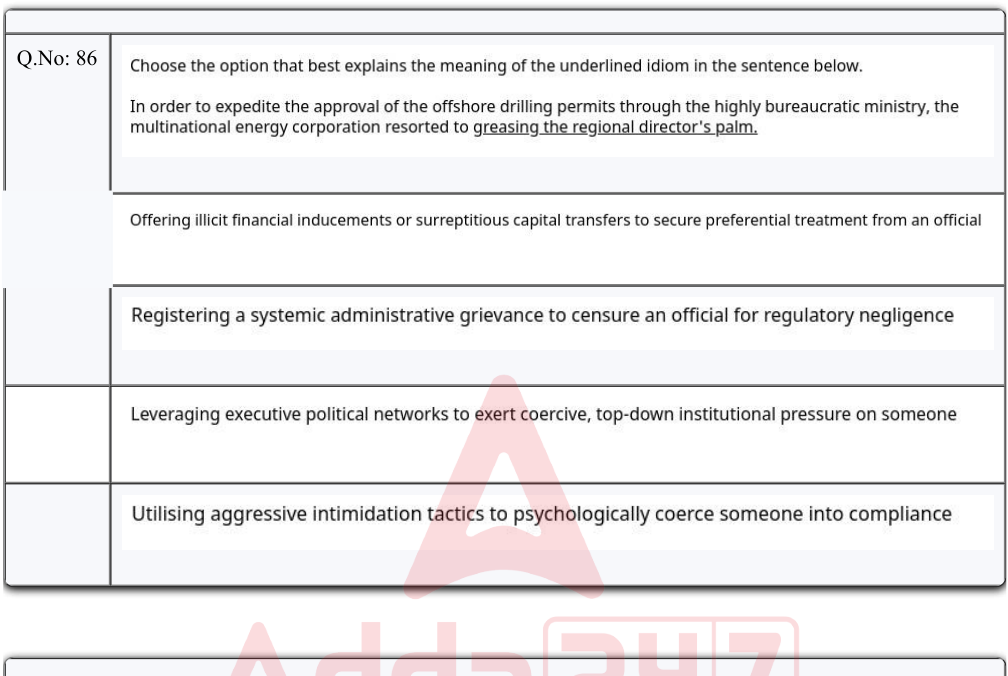 Q.No: 86
Choose the option that best explains the meaning of the underlined idiom in the sentence below.
In order to expedite the approval of the offshore drilling permits through the highly bureaucratic ministry, the
multinational energy corporation resorted to greasing the regional director's palm.
Offering illicit financial inducements or surreptitious capital transfers to secure preferential treatment from an official
Registering a systemic administrative grievance to censure an official for regulatory negligence
Leveraging executive political networks to exert coercive, top-down institutional pressure on someone
Utilising aggressive intimidation tactics to psychologically coerce someone into compliance
Adda247